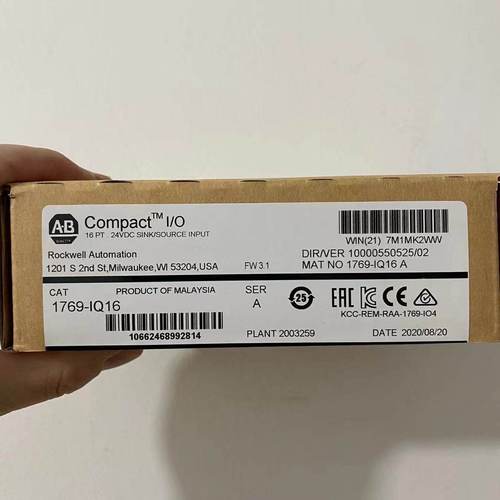 A·B
Compact™ I/O
16 PT . 24VDC SINK/SOURCE INPUT
WIN(21) 7M1MK2WW
Rockwell Automation
1201 S 2nd St,Milwaukee,WI 53204,USA
FW 3.1
DIR/VER 10000550525/02
MAT NO 1769-IQ16 A
CAT
PRODUCT OF MALAYSIA
1769-IQ16
SER
A
25
EAC
KCC-REM-RAA-1769-IO4
10662468992814
PLANT 2003259
DATE 2020/08/20